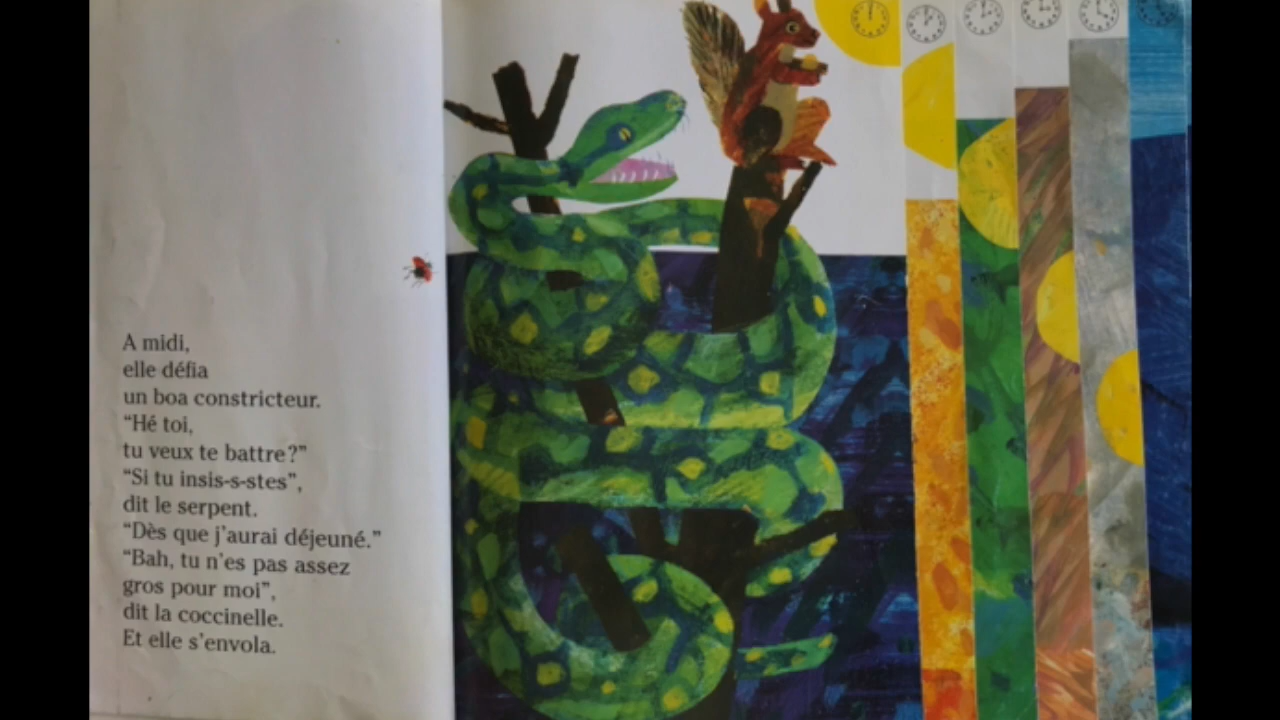 A midi,
elle défia
un boa constricteur.
“Hé toi,
tu veux te battre?”
“Si tu insis-s-stes”,
dit le serpent.
“Dès que j’aurai déjeuné.”
“Bah, tu n’es pas assez
gros pour moi”,
dit la coccinelle.
Et elle s’envola.